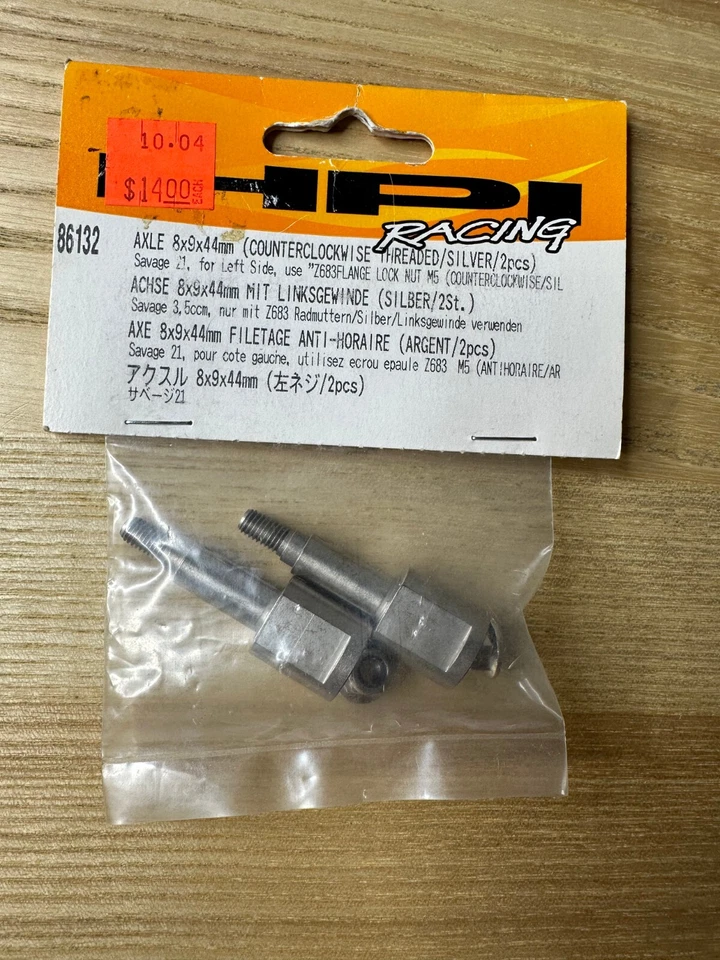 10.04
$14.00 EACH
HPI
RACING
86132
AXLE 8x9x44mm (COUNTERCLOCKWISE THREADED/SILVER/2pcs)
Savage 21, for Left Side, use "Z683FLANGE LOCK NUT M5 (COUNTERCLOCKWISE/SIL
ACHSE 8x9x44mm MIT LINKSGEWINDE (SILBER/2St.)
Savage 3,5ccm, nur mit Z683 Radmuttern/Silber/Linksgewinde verwenden
AXE 8x9x44mm FILETAGE ANTI-HORAIRE (ARGENT/2pcs)
Savage 21, pour cote gauche, utilisez ecrou epaule Z683 M5 (ANTIHORAIRE/AR
アクスル 8x9x44mm (左ネジ/2pcs)
サベージ21